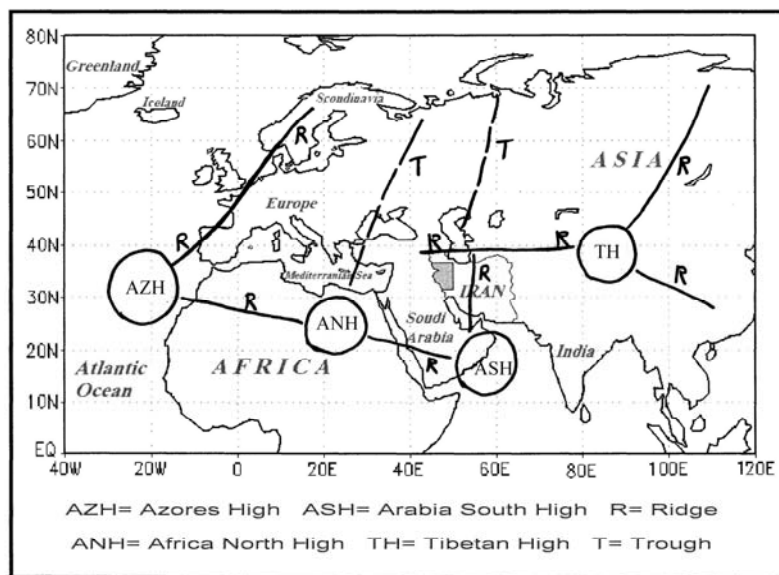 80N
Greenland
70N
Iceland
Scandinavia
60N
R
T
T
ASIA
50N
R
Europe
40N
R
R
R
TH
AZH
Mediterranean Sea
R
IRAN
R
30N
R
ANH
Saudi
Arabia
20N
Atlantic
Ocean
AFRICA
R
ASH
India
10N
EQ
40W 20W 0 20E 40E 60E 80E 100E 120E
AZH= Azores High ASH= Arabia South High R= Ridge
ANH= Africa North High TH= Tibetan High T= Trough